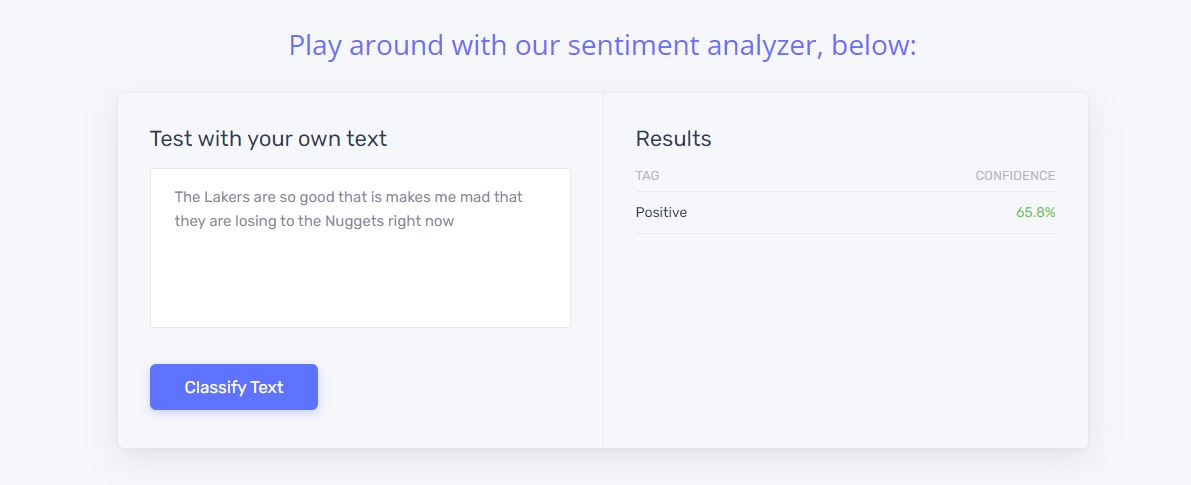 Play around with our sentiment analyzer, below:
Test with your own text
The Lakers are so good that is makes me mad that
they are losing to the Nuggets right now
Classify Text
Results
TAG CONFIDENCE
Positive 65.8%